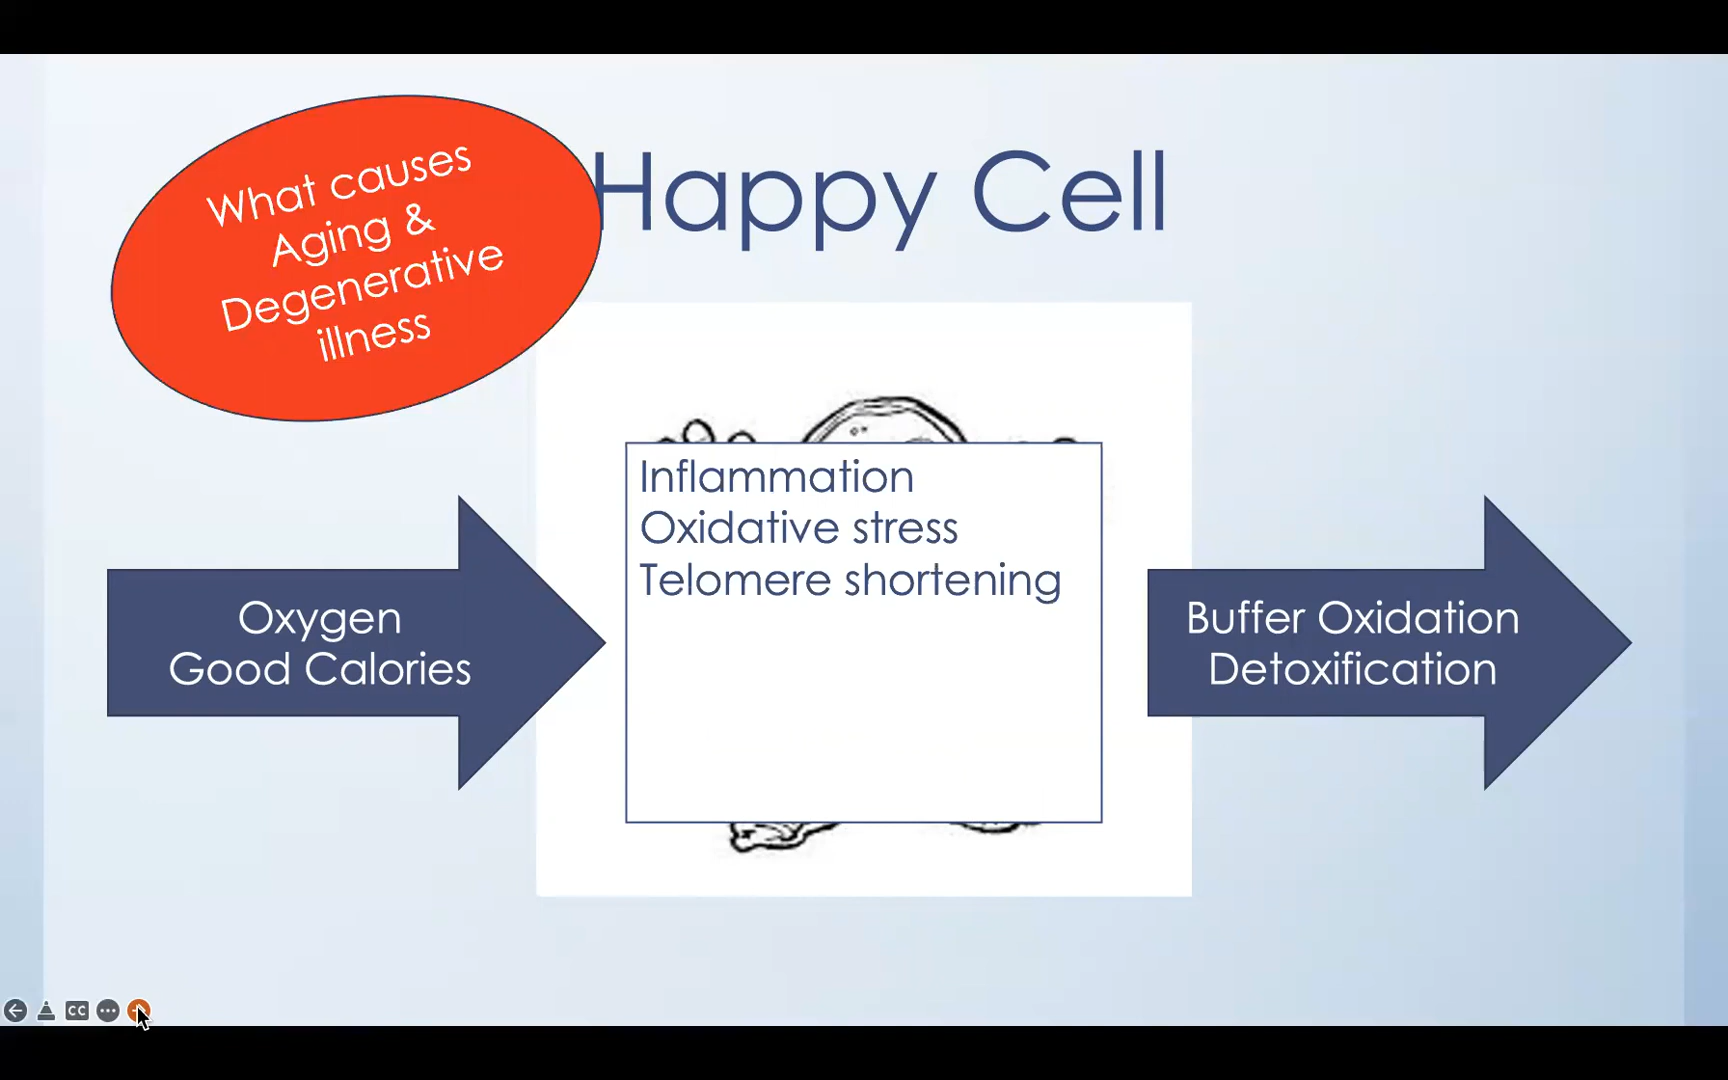 What causes
Aging &
Degenerative
illness
Happy Cell
Inflammation
Oxidative stress
Telomere shortening
Oxygen
Good Calories
Buffer Oxidation
Detoxification
CC